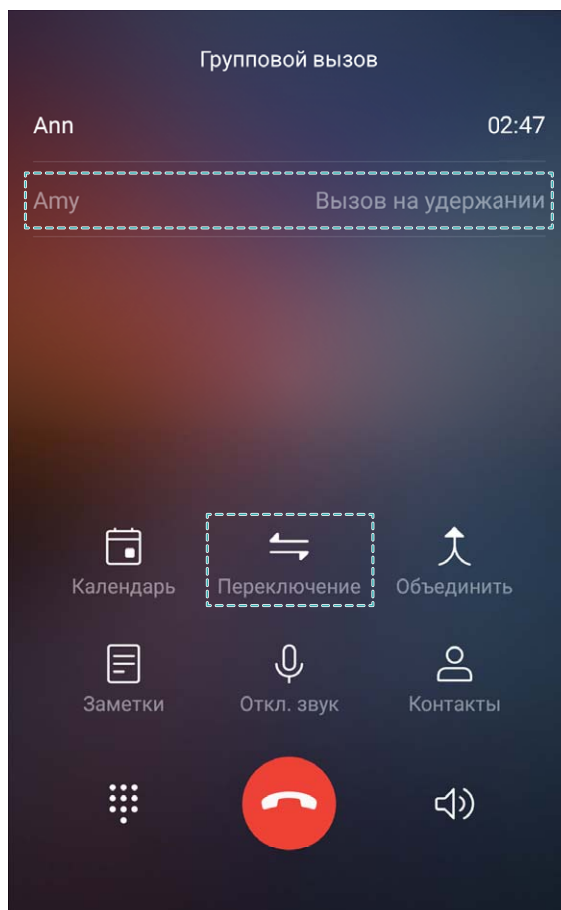 Групповой вызов
Ann 02:47
Amy Вызов на удержании
Календарь Переключение Объединить
Заметки Откл. звук Контакты